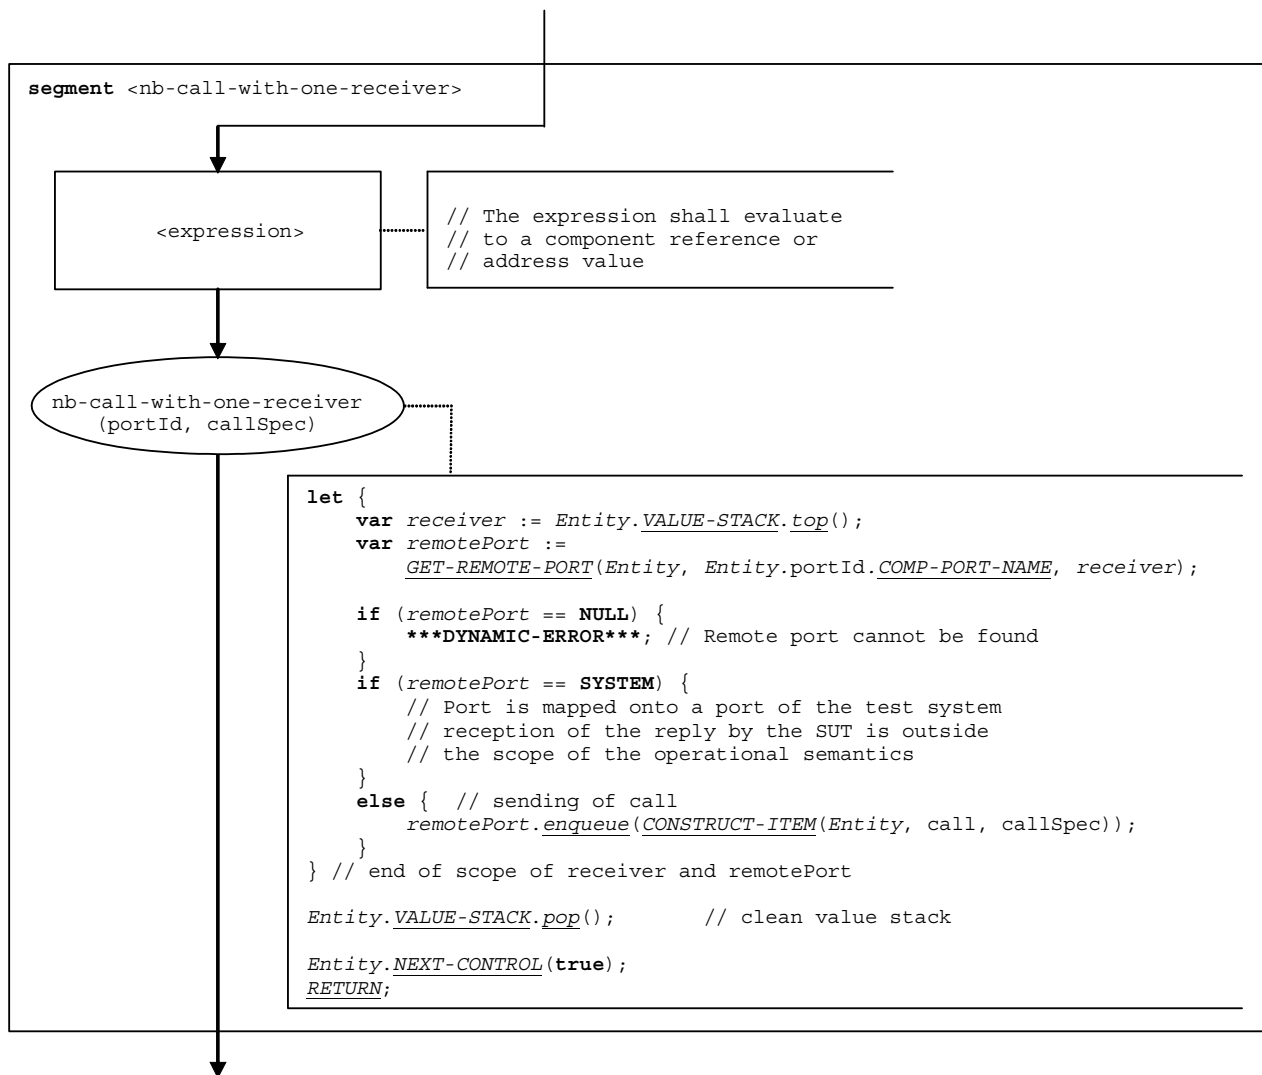 segment <nb-call-with-one-receiver>
<expression>
// The expression shall evaluate
// to a component reference or
// address value
nb-call-with-one-receiver
(portId, callSpec)
let {
var receiver := Entity.VALUE-STACK.top();
var remotePort :=
GET-REMOTE-PORT(Entity, Entity.portId.COMP-PORT-NAME, receiver);
if (remotePort == NULL) {
***DYNAMIC-ERROR***; // Remote port cannot be found
}
if (remotePort == SYSTEM) {
// Port is mapped onto a port of the test system
// reception of the reply by the SUT is outside
// the scope of the operational semantics
}
else { // sending of call
remotePort.enqueue(CONSTRUCT-ITEM(Entity, call, callSpec));
}
} // end of scope of receiver and remotePort
Entity.VALUE-STACK.pop(); // clean value stack
Entity.NEXT-CONTROL(true);
RETURN;